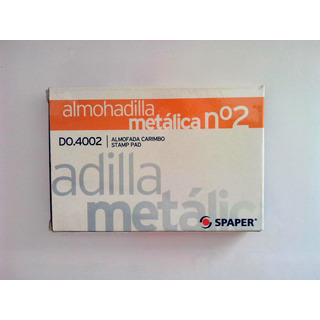 almohadilla
metálica nº2
DO.4002 ALMOFADA CARIMBO
STAMP PAD
adilla
metálic
SPAPER®